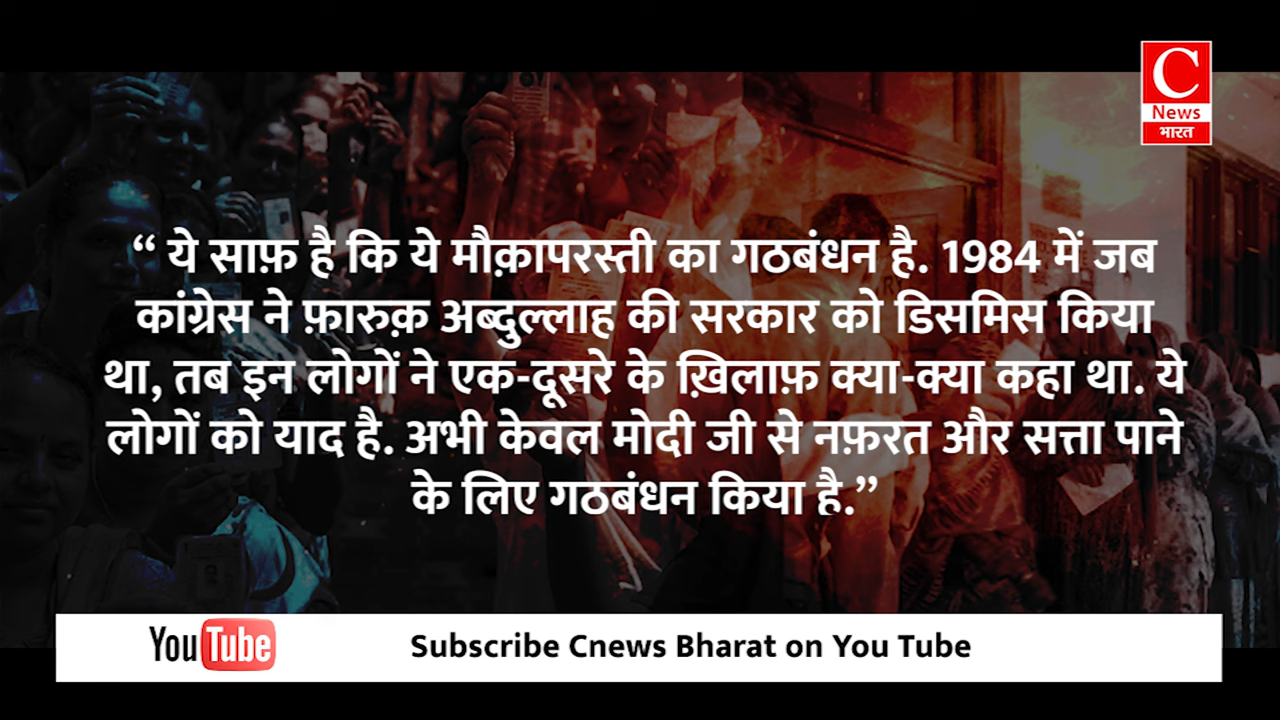 C
News
भारत
“ ये साफ़ है कि ये मौक़ापरस्ती का गठबंधन है. 1984 में जब
कांग्रेस ने फ़ारुक़ अब्दुल्लाह की सरकार को डिसमिस किया
था, तब इन लोगों ने एक-दूसरे के ख़िलाफ़ क्या-क्या कहा था. ये
लोगों को याद है. अभी केवल मोदी जी से नफ़रत और सत्ता पाने
के लिए गठबंधन किया है.”
YouTube
Subscribe Cnews Bharat on You Tube